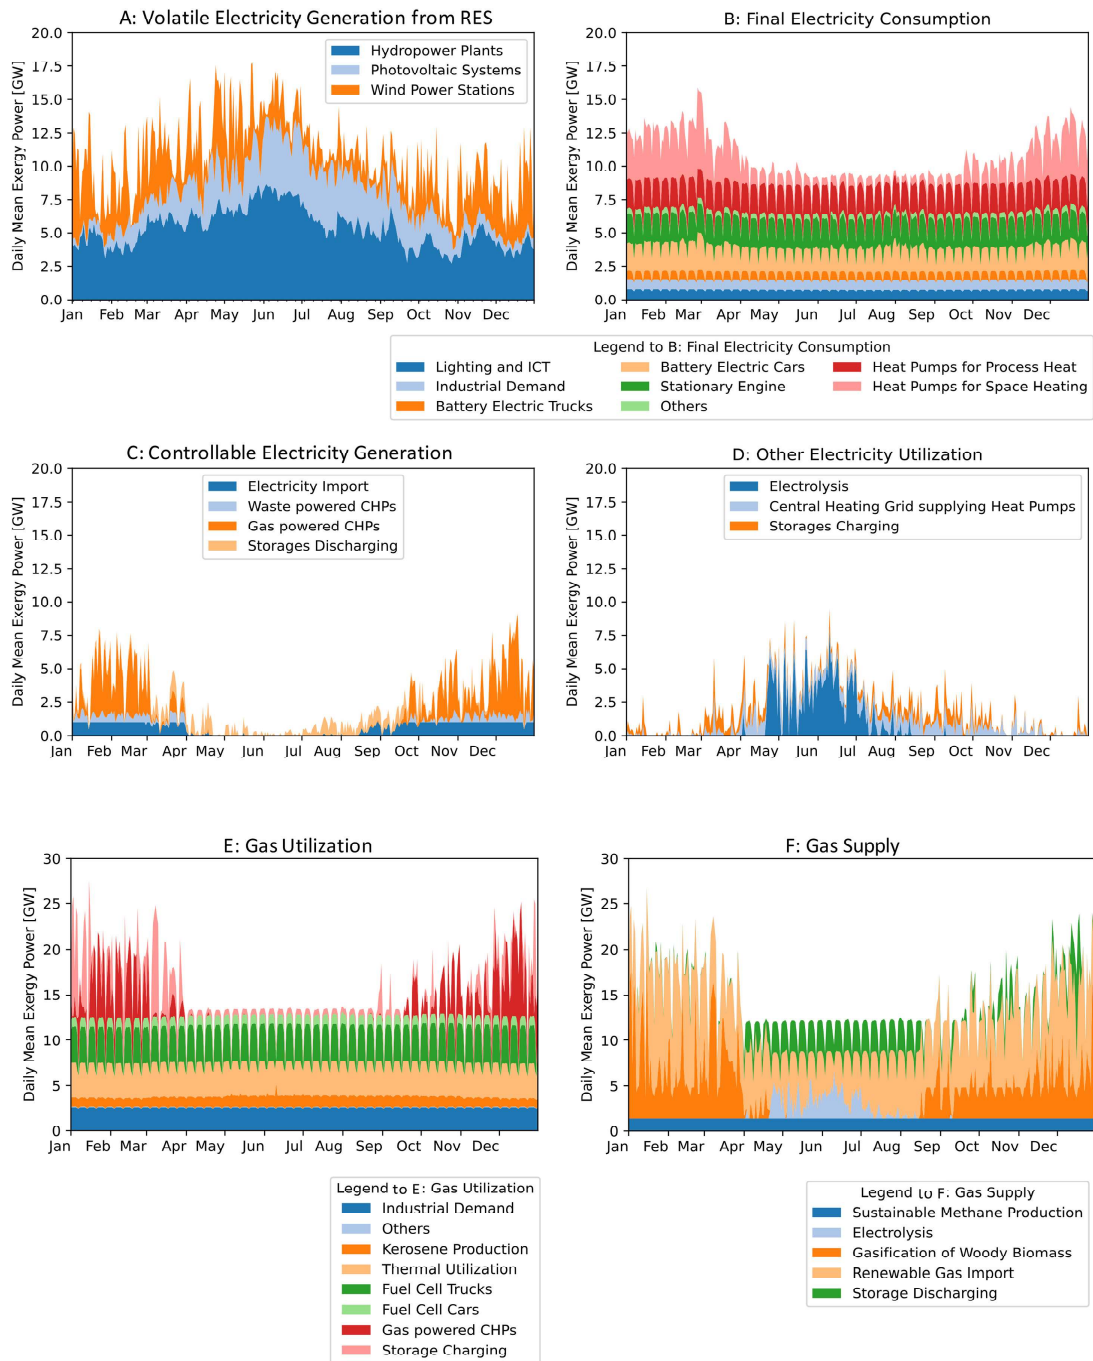 A: Volatile Electricity Generation from RES
Daily Mean Exergy Power [GW]
20.0
17.5
15.0
12.5
10.0
7.5
5.0
2.5
0.0
Hydropower Plants
Photovoltaic Systems
Wind Power Stations
Jan Feb Mar Apr May Jun Jul Aug Sep Oct Nov Dec
B: Final Electricity Consumption
Daily Mean Exergy Power [GW]
20.0
17.5
15.0
12.5
10.0
7.5
5.0
2.5
0.0
Jan Feb Mar Apr May Jun Jul Aug Sep Oct Nov Dec
Legend to B: Final Electricity Consumption
Lighting and ICT
Industrial Demand
Battery Electric Trucks
Battery Electric Cars
Stationary Engine
Others
Heat Pumps for Process Heat
Heat Pumps for Space Heating
C: Controllable Electricity Generation
Daily Mean Exergy Power [GW]
20.0
17.5
15.0
12.5
10.0
7.5
5.0
2.5
0.0
Electricity Import
Waste powered CHPs
Gas powered CHPs
Storages Discharging
Jan Feb Mar Apr May Jun Jul Aug Sep Oct Nov Dec
D: Other Electricity Utilization
Daily Mean Exergy Power [GW]
20.0
17.5
15.0
12.5
10.0
7.5
5.0
2.5
0.0
Electrolysis
Central Heating Grid supplying Heat Pumps
Storages Charging
Jan Feb Mar Apr May Jun Jul Aug Sep Oct Nov Dec
E: Gas Utilization
Daily Mean Exergy Power [GW]
30
25
20
15
10
5
0
Jan Feb Mar Apr May Jun Jul Aug Sep Oct Nov Dec
Legend to E: Gas Utilization
Industrial Demand
Others
Kerosene Production
Thermal Utilization
Fuel Cell Trucks
Fuel Cell Cars
Gas powered CHPs
Storage Charging
F: Gas Supply
Daily Mean Exergy Power [GW]
30
25
20
15
10
5
0
Jan Feb Mar Apr May Jun Jul Aug Sep Oct Nov Dec
Legend to F. Gas Supply
Sustainable Methane Production
Electrolysis
Gasification of Woody Biomass
Renewable Gas Import
Storage Discharging